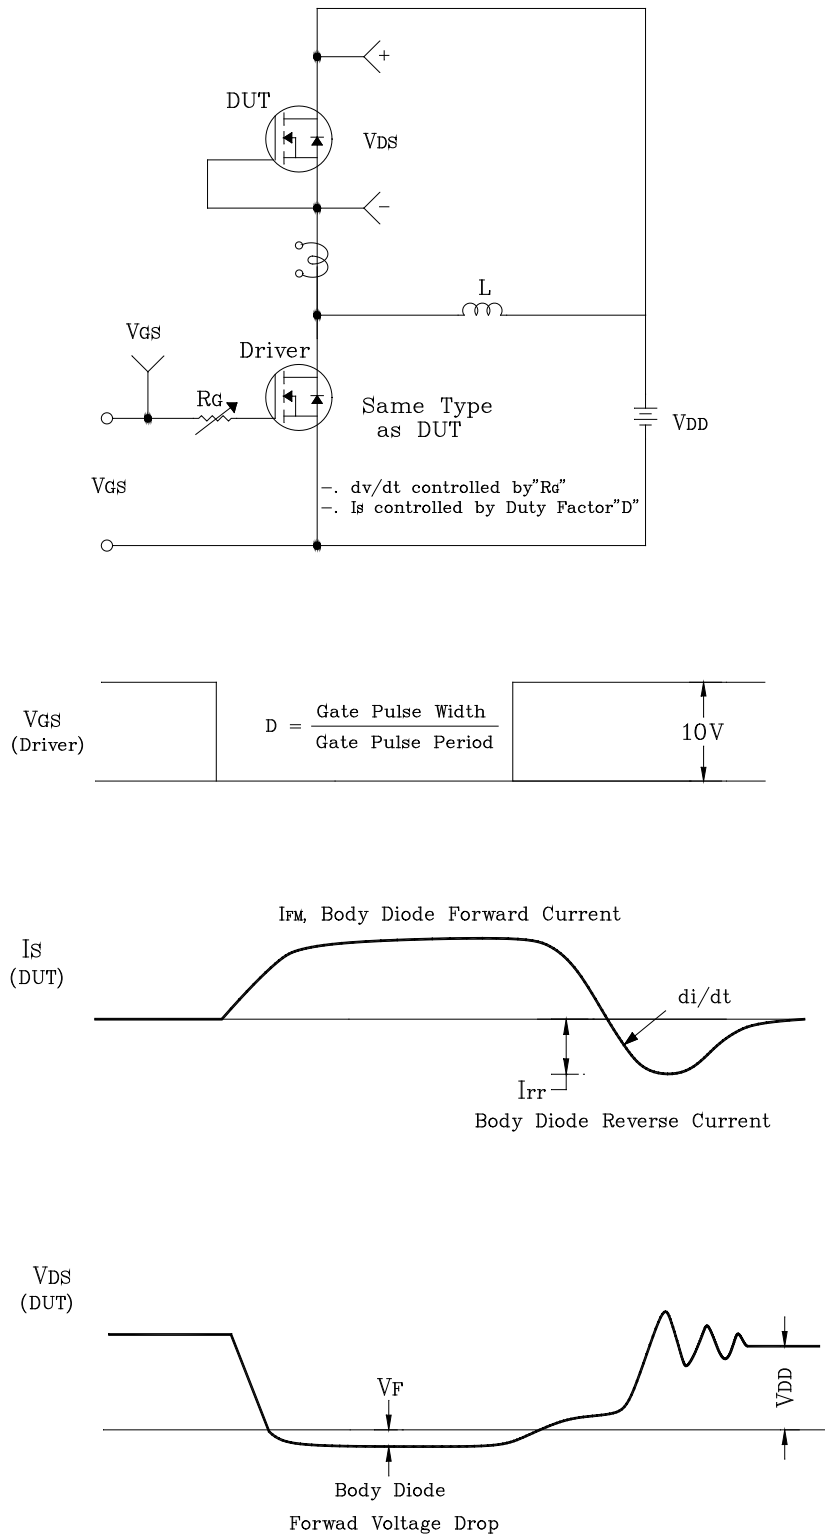 +
DUT
VDS
−
L
VGS
Driver
RG
Same Type
as DUT
VDD
VGS
−. dv/dt controlled by"RG"
−. Is controlled by Duty Factor"D"
VGS
(Driver)
D = Gate Pulse Width
Gate Pulse Period
10V
IFM, Body Diode Forward Current
IS
(DUT)
di/dt
Irr
Body Diode Reverse Current
VDS
(DUT)
VF
VDD
Body Diode
Forwad Voltage Drop